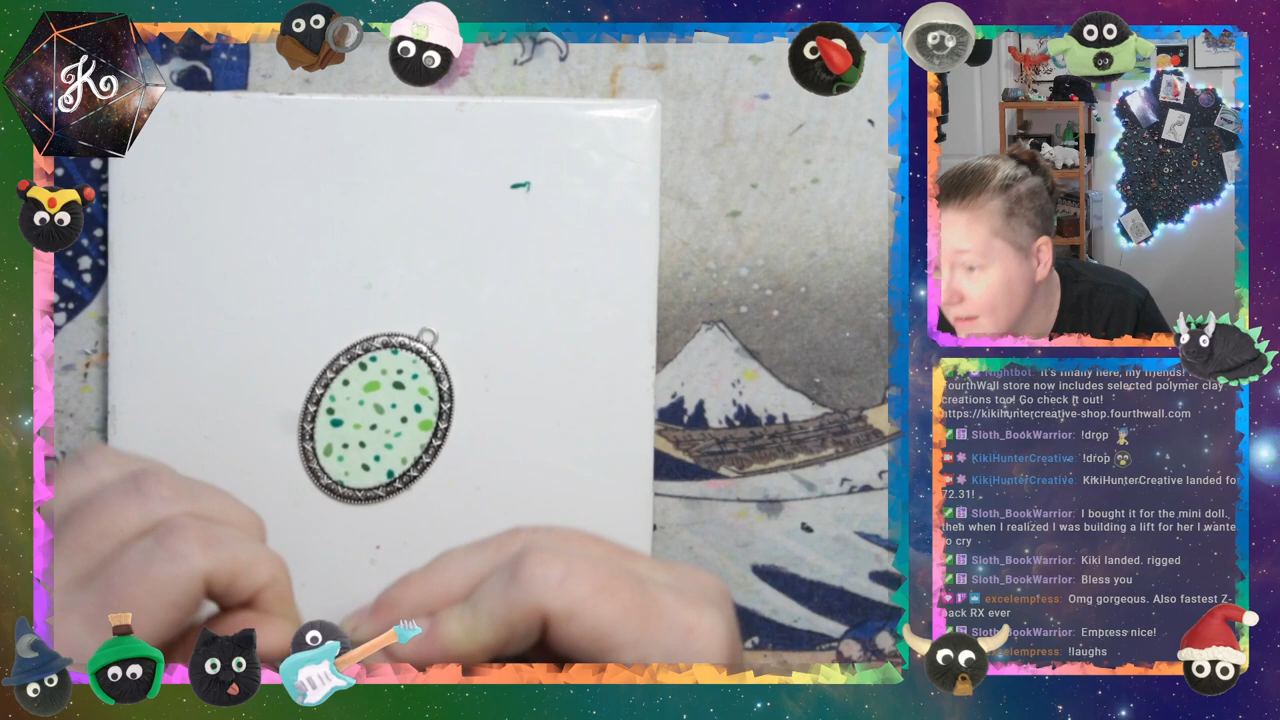 K
Nightbot: It's finally here, my friends!
FourthWall store now includes selected polymer clay
creations too! Go check it out!
https://kikihuntercreative-shop.fourthwall.com
Sloth_BookWarrior: !drop
KikiHunterCreative: !drop
KikiHunterCreative: KikiHunterCreative landed for
72.31!
Sloth_BookWarrior: I bought it for the mini doll.
then when I realized I was building a lift for her I wante
to cry
Sloth_BookWarrior: Kiki landed. rigged
Sloth_BookWarrior: Bless you
excelempress: Omg gorgeous. Also fastest Z-
pack RX ever
Sloth_BookWarrior: Empress nice!
excelempress: !laughs